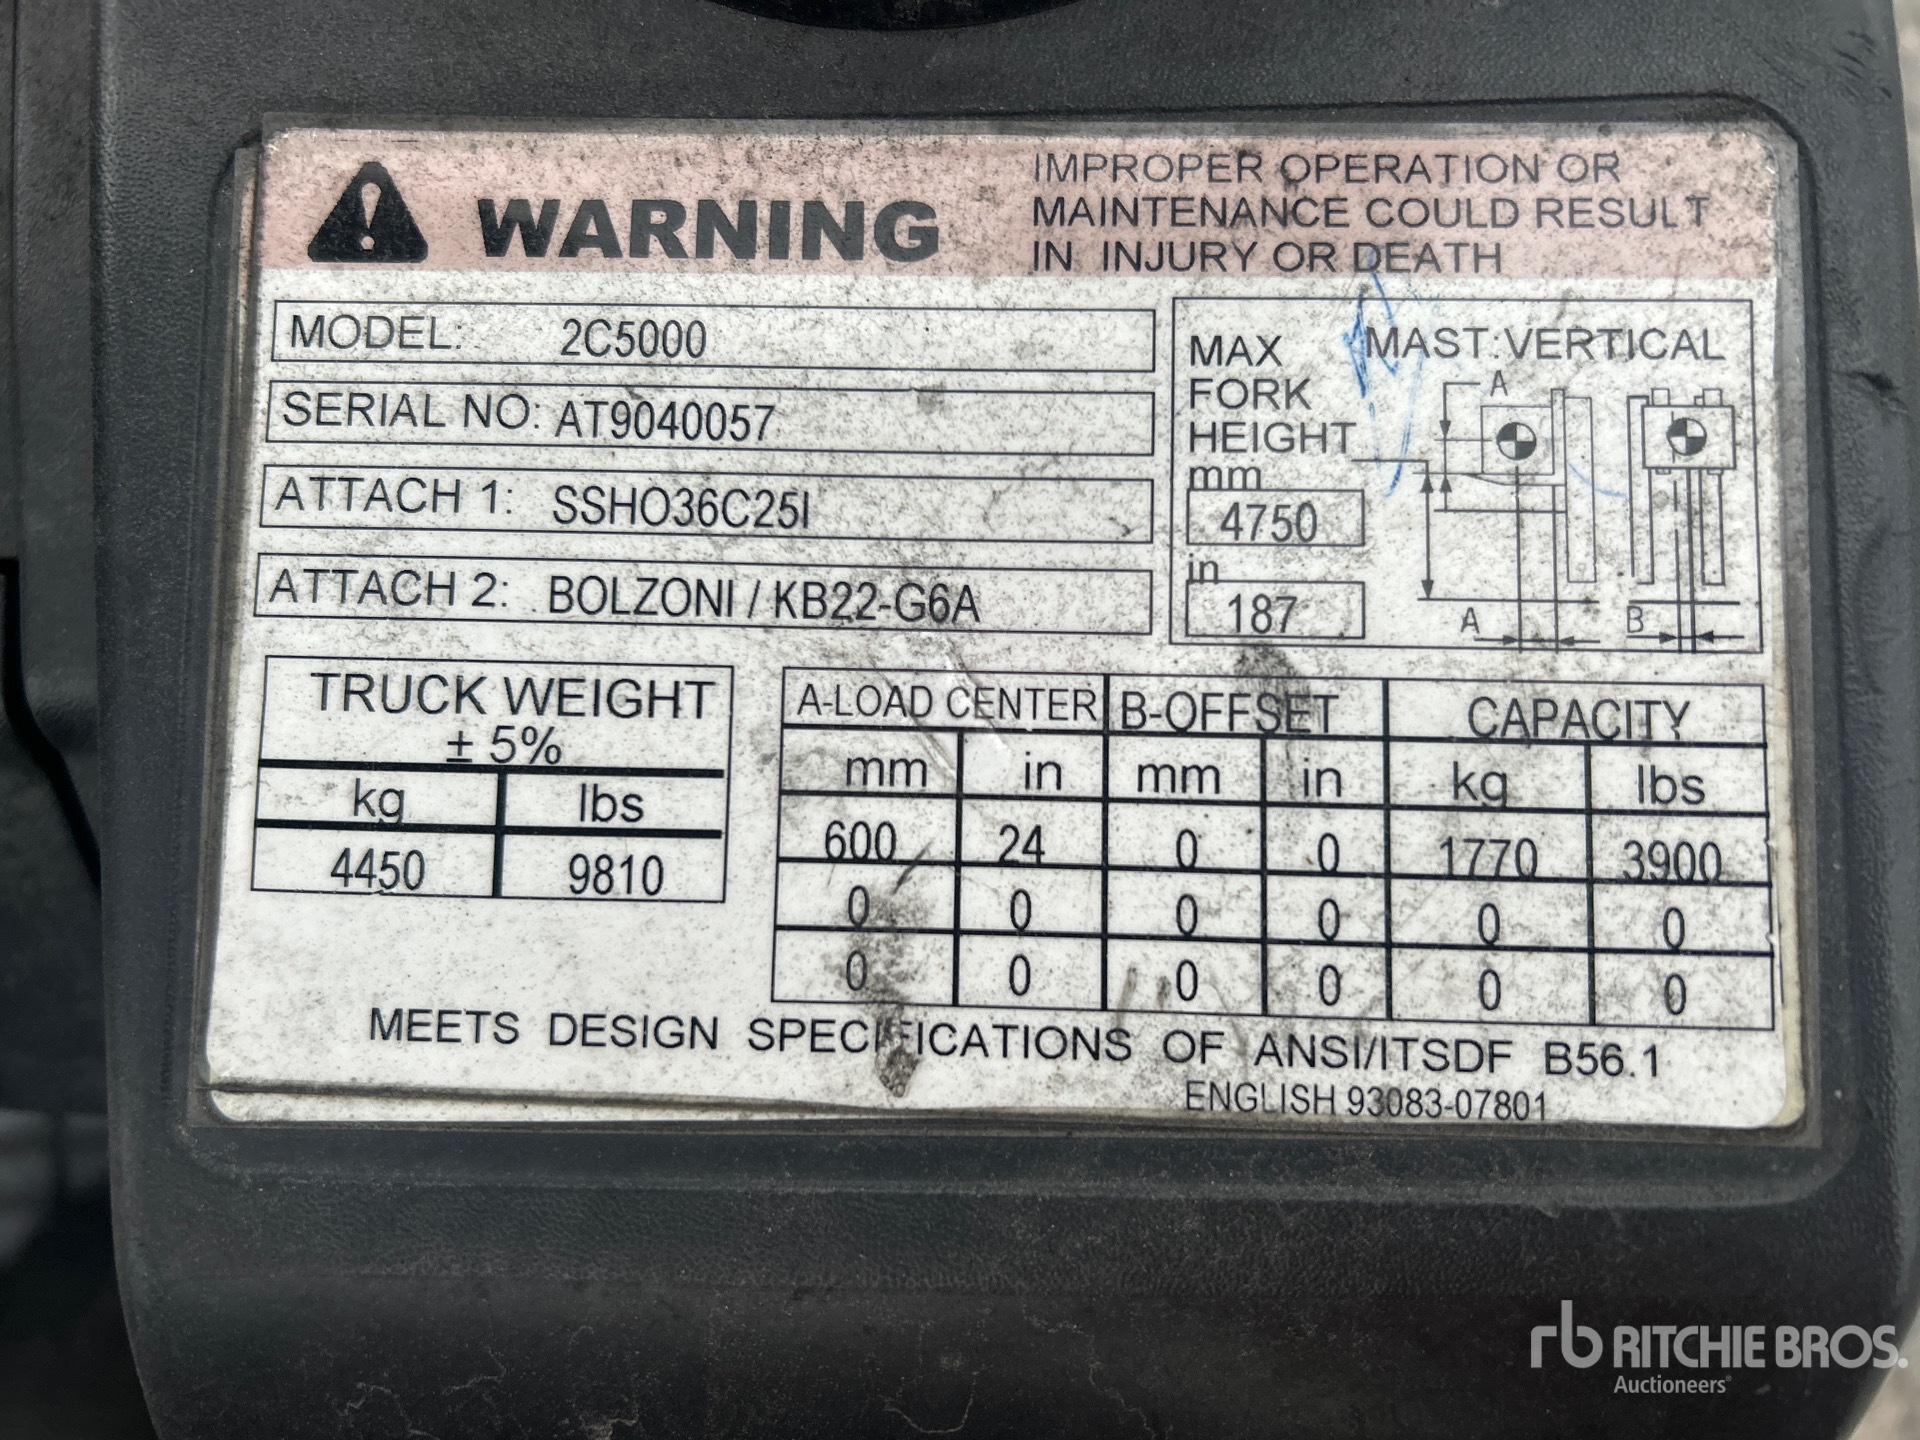 WARNING
IMPROPER OPERATION OR
MAINTENANCE COULD RESULT
IN INJURY OR DEATH
MODEL: 2C5000
SERIAL NO: AT9040057
ATTACH 1: SSHO36C25I
ATTACH 2: BOLZONI / KB22-G6A
MAX
FORK
HEIGHT
mm
4750
in
187
MAST:VERTICAL
A
A
B
TRUCK WEIGHT
± 5%
kg lbs
4450 9810
A-LOAD CENTER B-OFFSET CAPACITY
mm in mm in kg lbs
600 24 0 0 1770 3900
0 0 0 0 0 0
0 0 0 0 0 0
MEETS DESIGN SPECIFICATIONS OF ANSI/ITSDF B56.1
ENGLISH 93083-07801
rb RITCHIE BROS.
Auctioneers